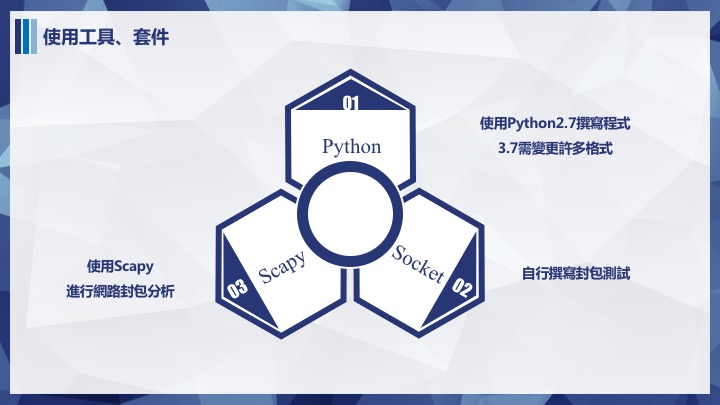 使用工具、套件
01
Python
使用Python2.7撰寫程式
3.7需變更許多格式
Socket
02
自行撰寫封包測試
Scapy
03
使用Scapy
進行網路封包分析